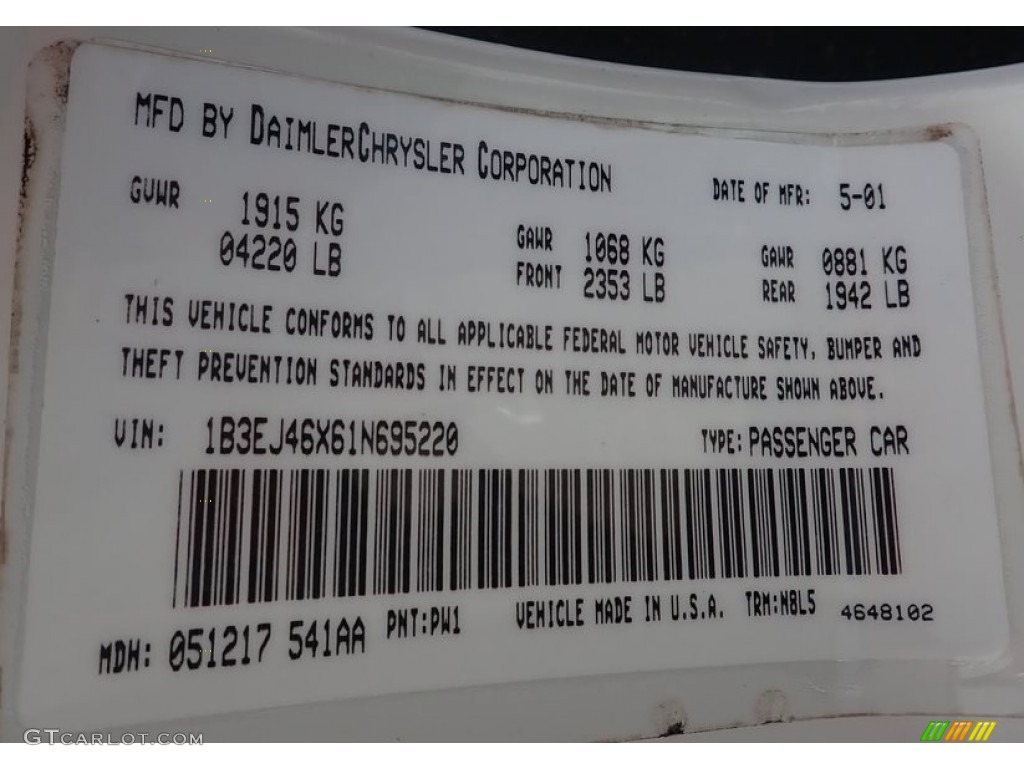 MFD BY DAIMLERCHRYSLER CORPORATION
DATE OF MFR: 5-01
GVWR 1915 KG
04220 LB
GAWR 1068 KG
FRONT 2353 LB
GAWR 0881 KG
REAR 1942 LB
THIS VEHICLE CONFORMS TO ALL APPLICABLE FEDERAL MOTOR VEHICLE SAFETY, BUMPER AND
THEFT PREVENTION STANDARDS IN EFFECT ON THE DATE OF MANUFACTURE SHOWN ABOVE.
VIN: 1B3EJ46X61N695220
TYPE: PASSENGER CAR
MDH: 051217 541AA
PNT:PW1
VEHICLE MADE IN U.S.A.
TRM:N8L5
4648102
GTCARLOT.COM